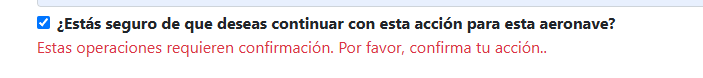 ¿Estás seguro de que deseas continuar con esta acción para esta aeronave?
Estas operaciones requieren confirmación. Por favor, confirma tu acción..